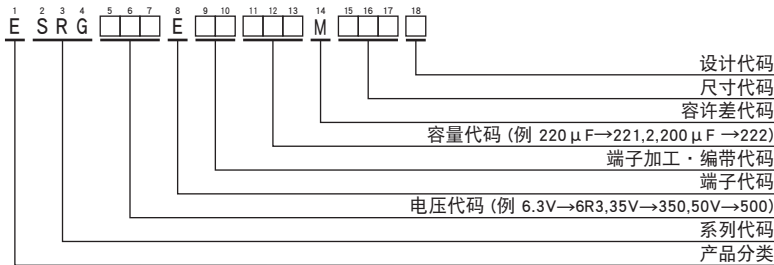 1 2 3 4 5 6 7 8 9 10 11 12 13 14 15 16 17 18
E S R G □□□ E □□ □□□ M □□□ □
设计代码
尺寸代码
容许差代码
容量代码 (例 220μF→221,2,200μF→222)
端子加工・编带代码
端子代码
电压代码 (例 6.3V→6R3,35V→350,50V→500)
系列代码
产品分类